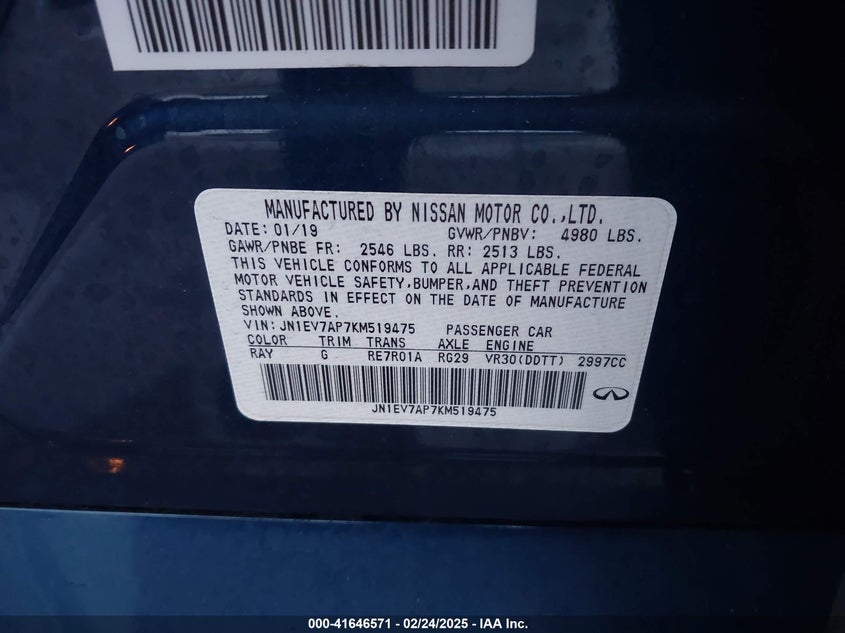 MANUFACTURED BY NISSAN MOTOR CO.,LTD.
DATE: 01/19 GVWR/PNBV: 4980 LBS.
GAWR/PNBE FR: 2546 LBS. RR: 2513 LBS.
THIS VEHICLE CONFORMS TO ALL APPLICABLE FEDERAL
MOTOR VEHICLE SAFETY,BUMPER,AND THEFT PREVENTION
STANDARDS IN EFFECT ON THE DATE OF MANUFACTURE
SHOWN ABOVE.
VIN:JN1EV7AP7KM519475 PASSENGER CAR
COLOR TRIM TRANS AXLE ENGINE
RAY G RE7R01A RG29 VR30(DDTT) 2997CC
JN1EV7AP7KM519475
000-41646571 - 02/24/2025 - IAA Inc.